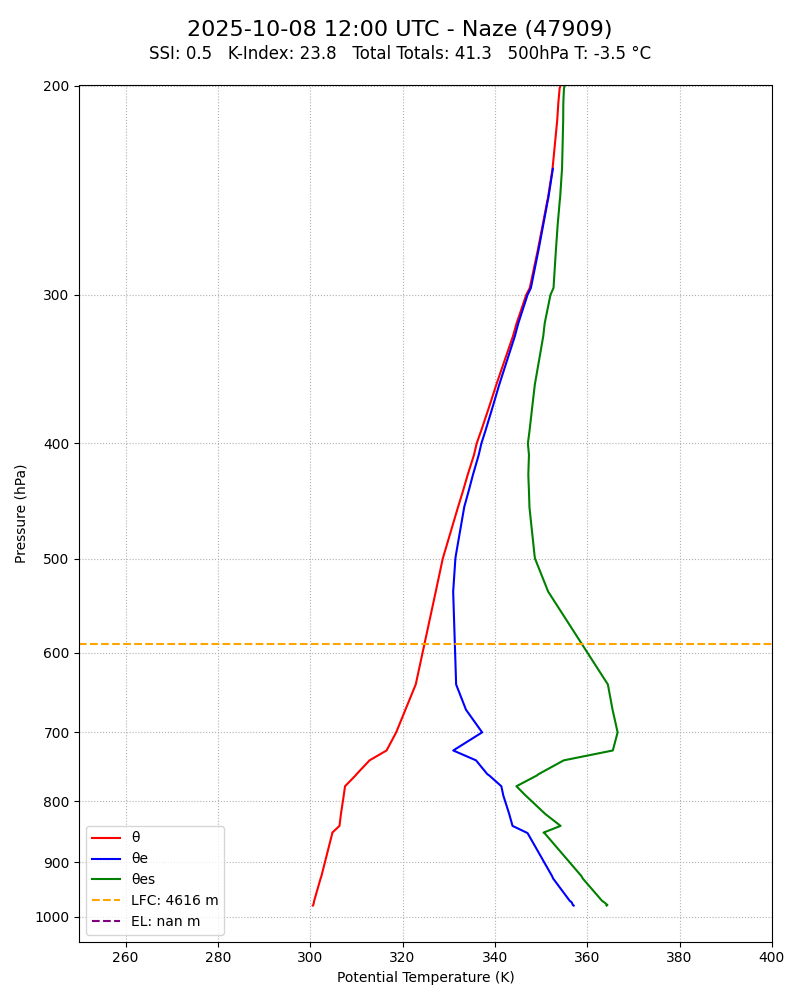 2025-10-08 12:00 UTC - Naze (47909)
SSI: 0.5   K-Index: 23.8   Total Totals: 41.3   500hPa T: -3.5 °C
200
300
400
500
600
700
800
900
1000
Pressure (hPa)
θ
θe
θes
LFC: 4616 m
EL: nan m
260 280 300 320 340 360 380 400
Potential Temperature (K)